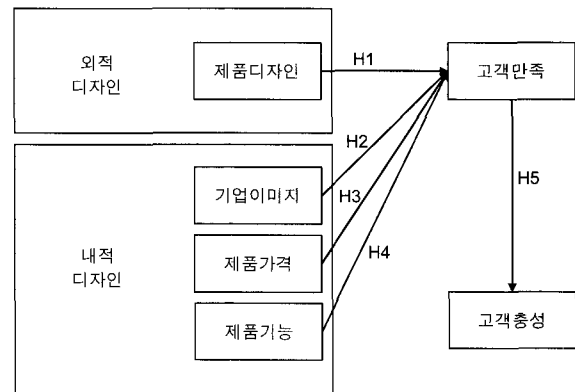 외적
디자인
제품디자인
H1
고객만족
H2
기업이미지
H3
H5
내적
디자인
제품가격
H4
제품기능
고객충성